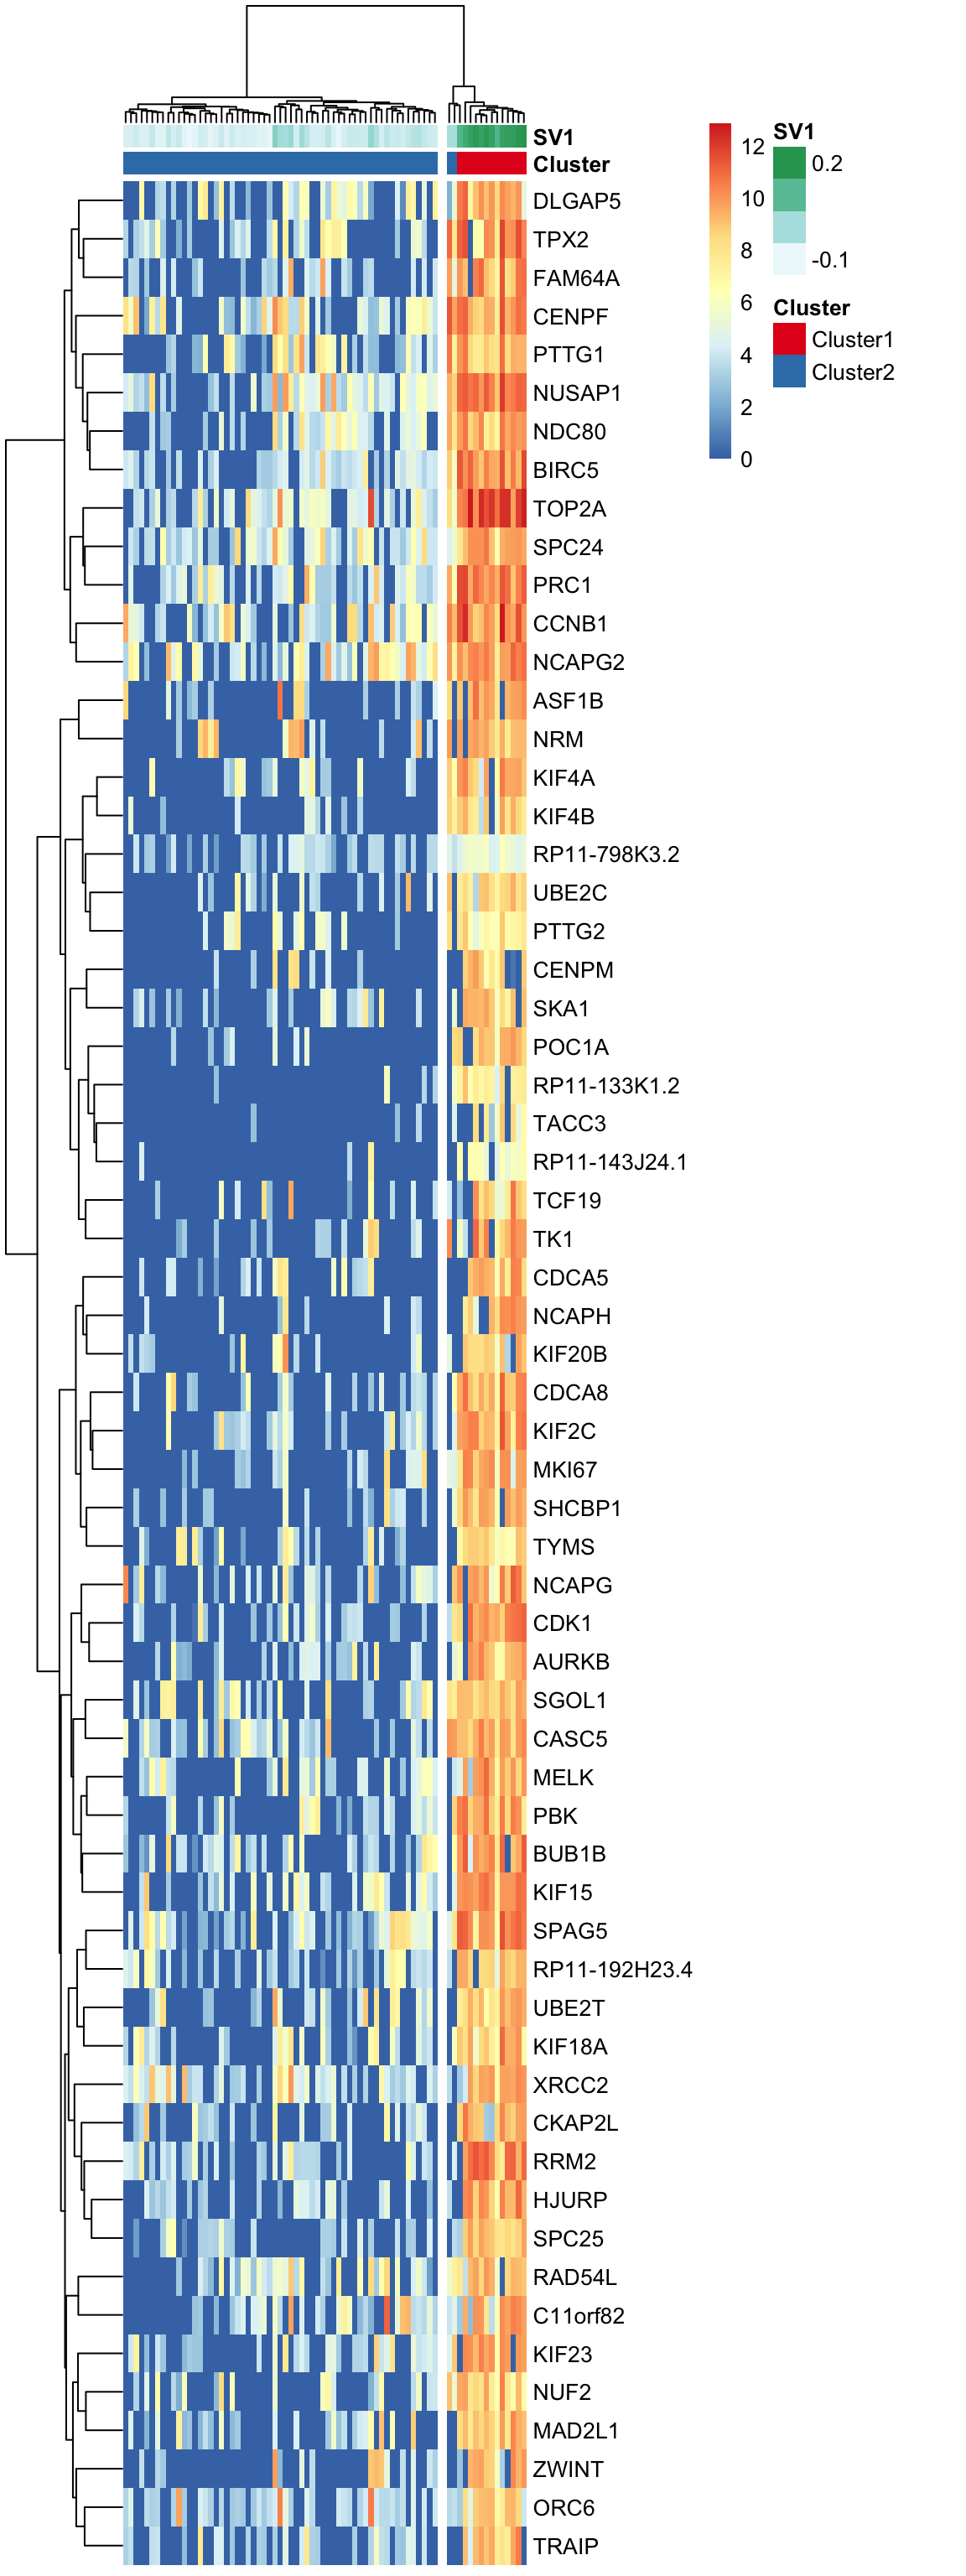 SV1
Cluster
DLGAP5
TPX2
FAM64A
CENPF
PTTG1
NUSAP1
NDC80
BIRC5
TOP2A
SPC24
PRC1
CCNB1
NCAPG2
ASF1B
NRM
KIF4A
KIF4B
RP11-798K3.2
UBE2C
PTTG2
CENPM
SKA1
POC1A
RP11-133K1.2
TACC3
RP11-143J24.1
TCF19
TK1
CDCA5
NCAPH
KIF20B
CDCA8
KIF2C
MKI67
SHCBP1
TYMS
NCAPG
CDK1
AURKB
SGOL1
CASC5
MELK
PBK
BUB1B
KIF15
SPAG5
RP11-192H23.4
UBE2T
KIF18A
XRCC2
CKAP2L
RRM2
HJURP
SPC25
RAD54L
C11orf82
KIF23
NUF2
MAD2L1
ZWINT
ORC6
TRAIP
12
10
8
6
4
2
0
SV1
0.2
-0.1
Cluster
Cluster1
Cluster2